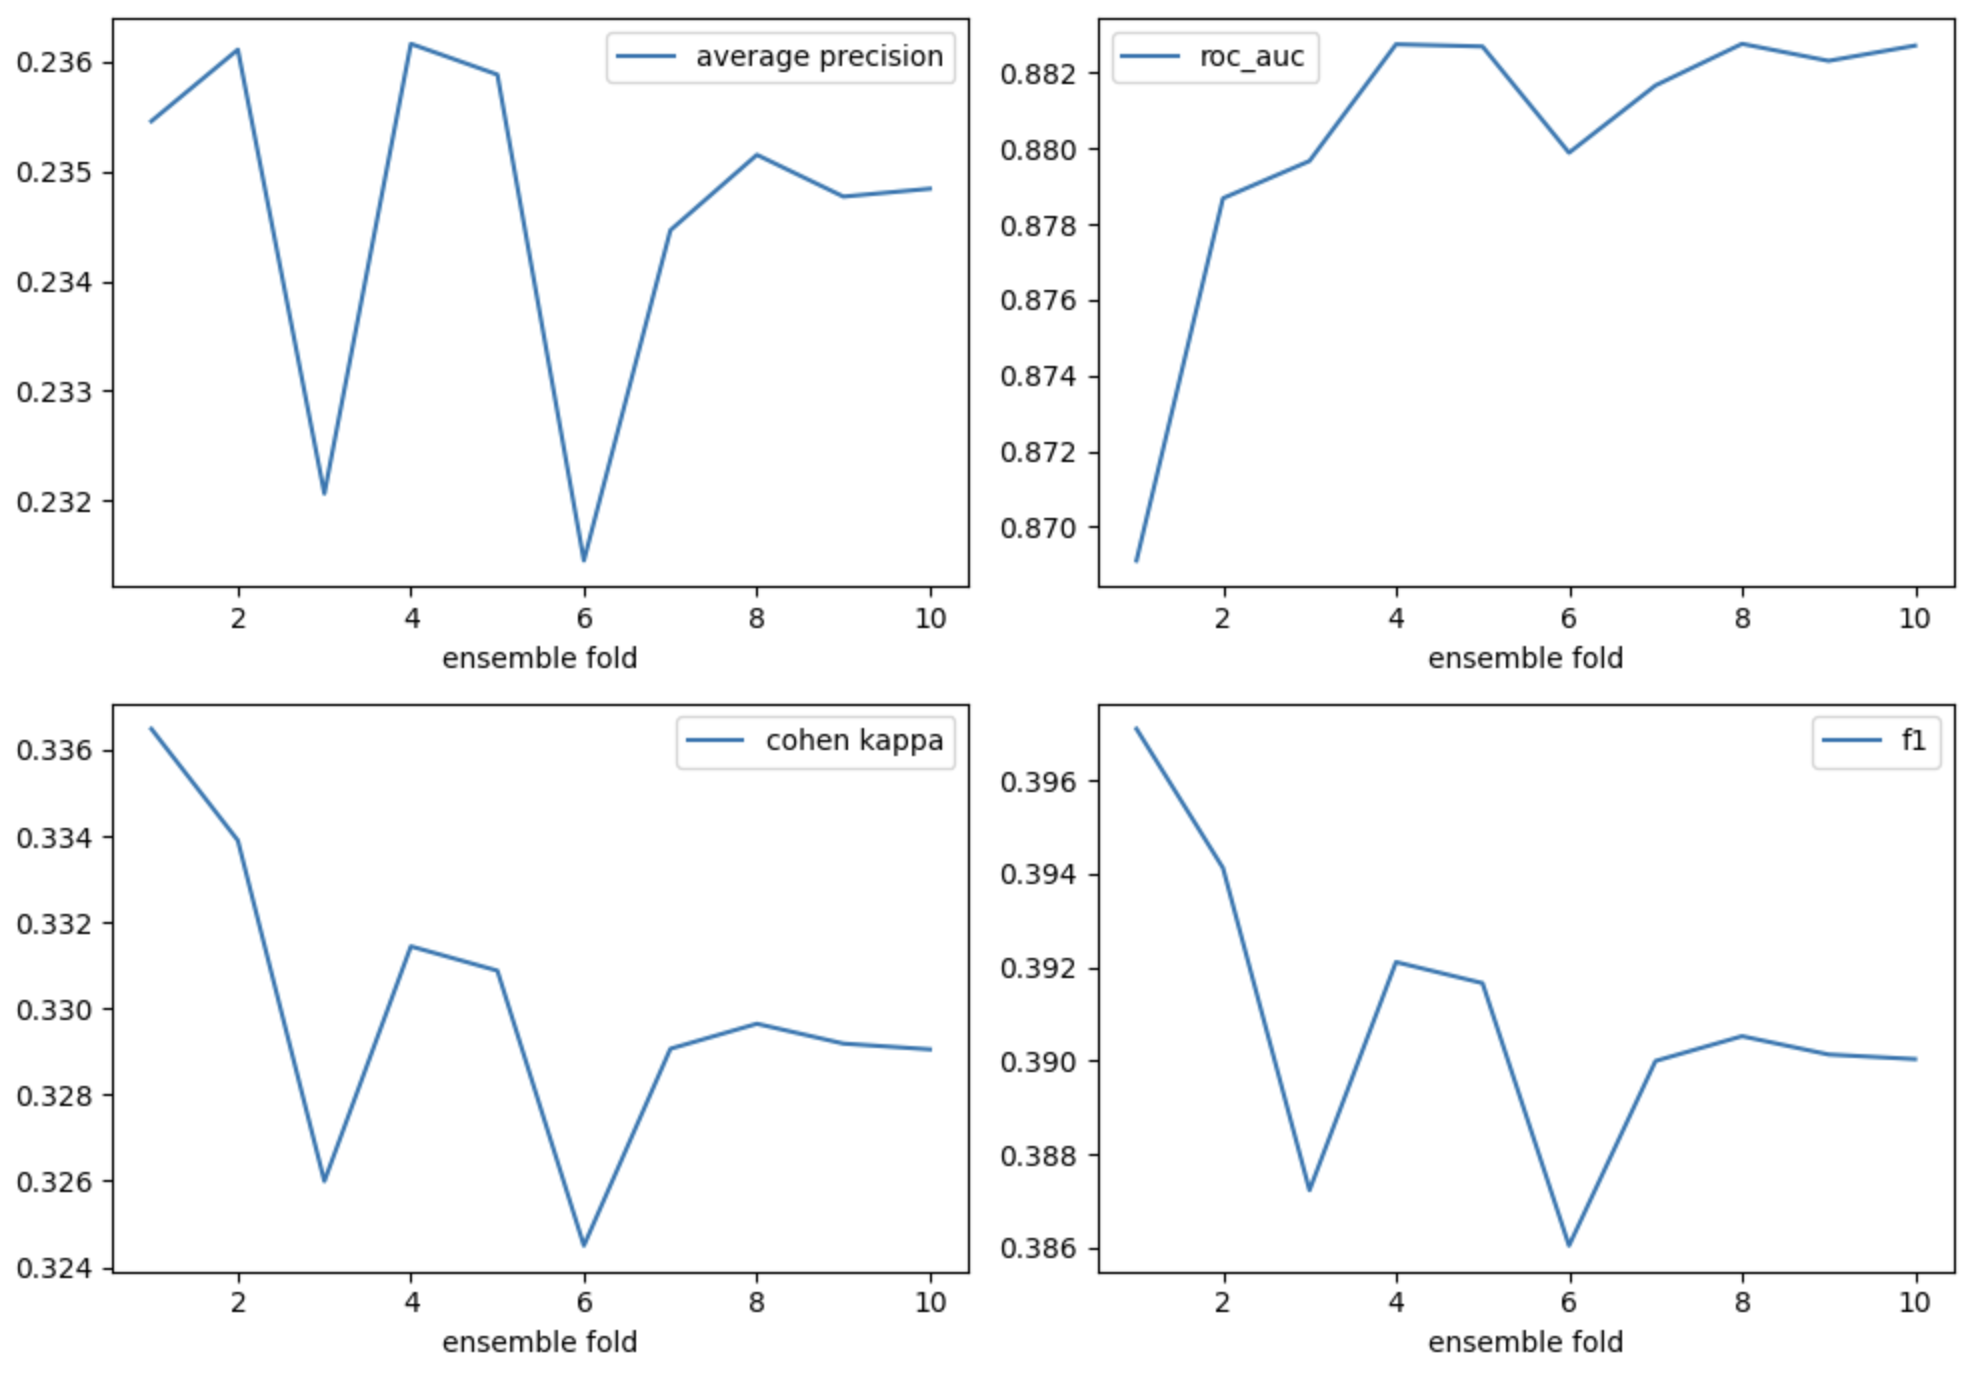 average precision
0.236
0.235
0.234
0.233
0.232
2 4 6 8 10
ensemble fold
roc_auc
0.882
0.880
0.878
0.876
0.874
0.872
0.870
2 4 6 8 10
ensemble fold
cohen kappa
0.336
0.334
0.332
0.330
0.328
0.326
0.324
2 4 6 8 10
ensemble fold
f1
0.396
0.394
0.392
0.390
0.388
0.386
2 4 6 8 10
ensemble fold